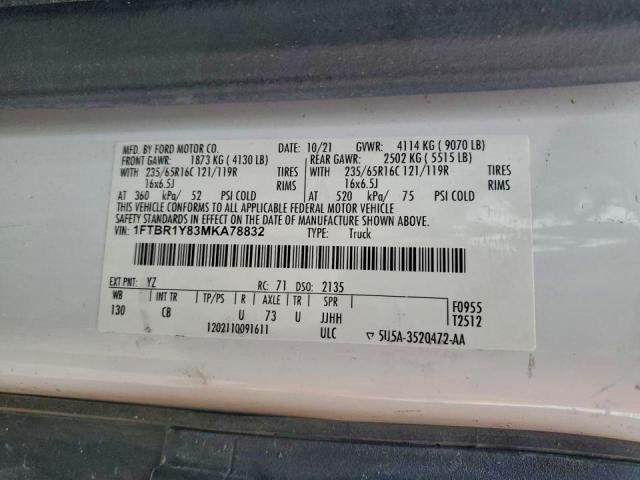 MFD. BY FORD MOTOR CO. DATE: 10/21 GVWR: 4114 KG ( 9070 LB)
FRONT GAWR: 1873 KG ( 4130 LB) REAR GAWR: 2502 KG ( 5515 LB)
WITH 235/65R16C 121/119R TIRES WITH 235/65R16C 121/119R TIRES
16x6.5J RIMS 16x6.5J RIMS
AT 360 kPa/ 52 PSI COLD AT 520 kPa/ 75 PSI COLD
THIS VEHICLE CONFORMS TO ALL APPLICABLE FEDERAL MOTOR VEHICLE
SAFETY STANDARDS IN EFFECT ON THE DATE OF MANUFACTURE SHOWN ABOVE.
VIN: 1FTBR1Y83MKA78832 TYPE: Truck
EXT PNT: YZ RC: 71 DSO: 2135
WB INT TR TP/PS R AXLE TR SPR F0955
130 CB U 73 U JJHH T2512
120211Q091611 ULC 5U5A-3520472-AA